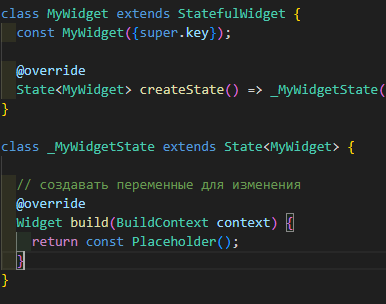 class MyWidget extends StatefulWidget {
const MyWidget({super.key});
@override
State<MyWidget> createState() => _MyWidgetState(
}
class _MyWidgetState extends State<MyWidget> {
// создавать переменные для изменения
@override
Widget build(BuildContext context) {
return const Placeholder();
}
}